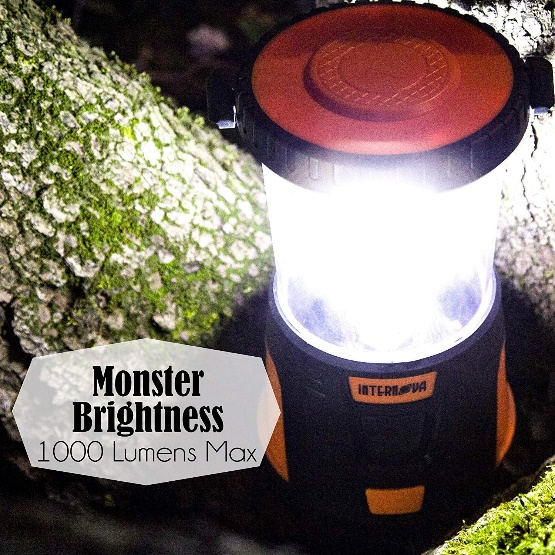 INTERNOVA
Monster
Brightness
1000 Lumens Max